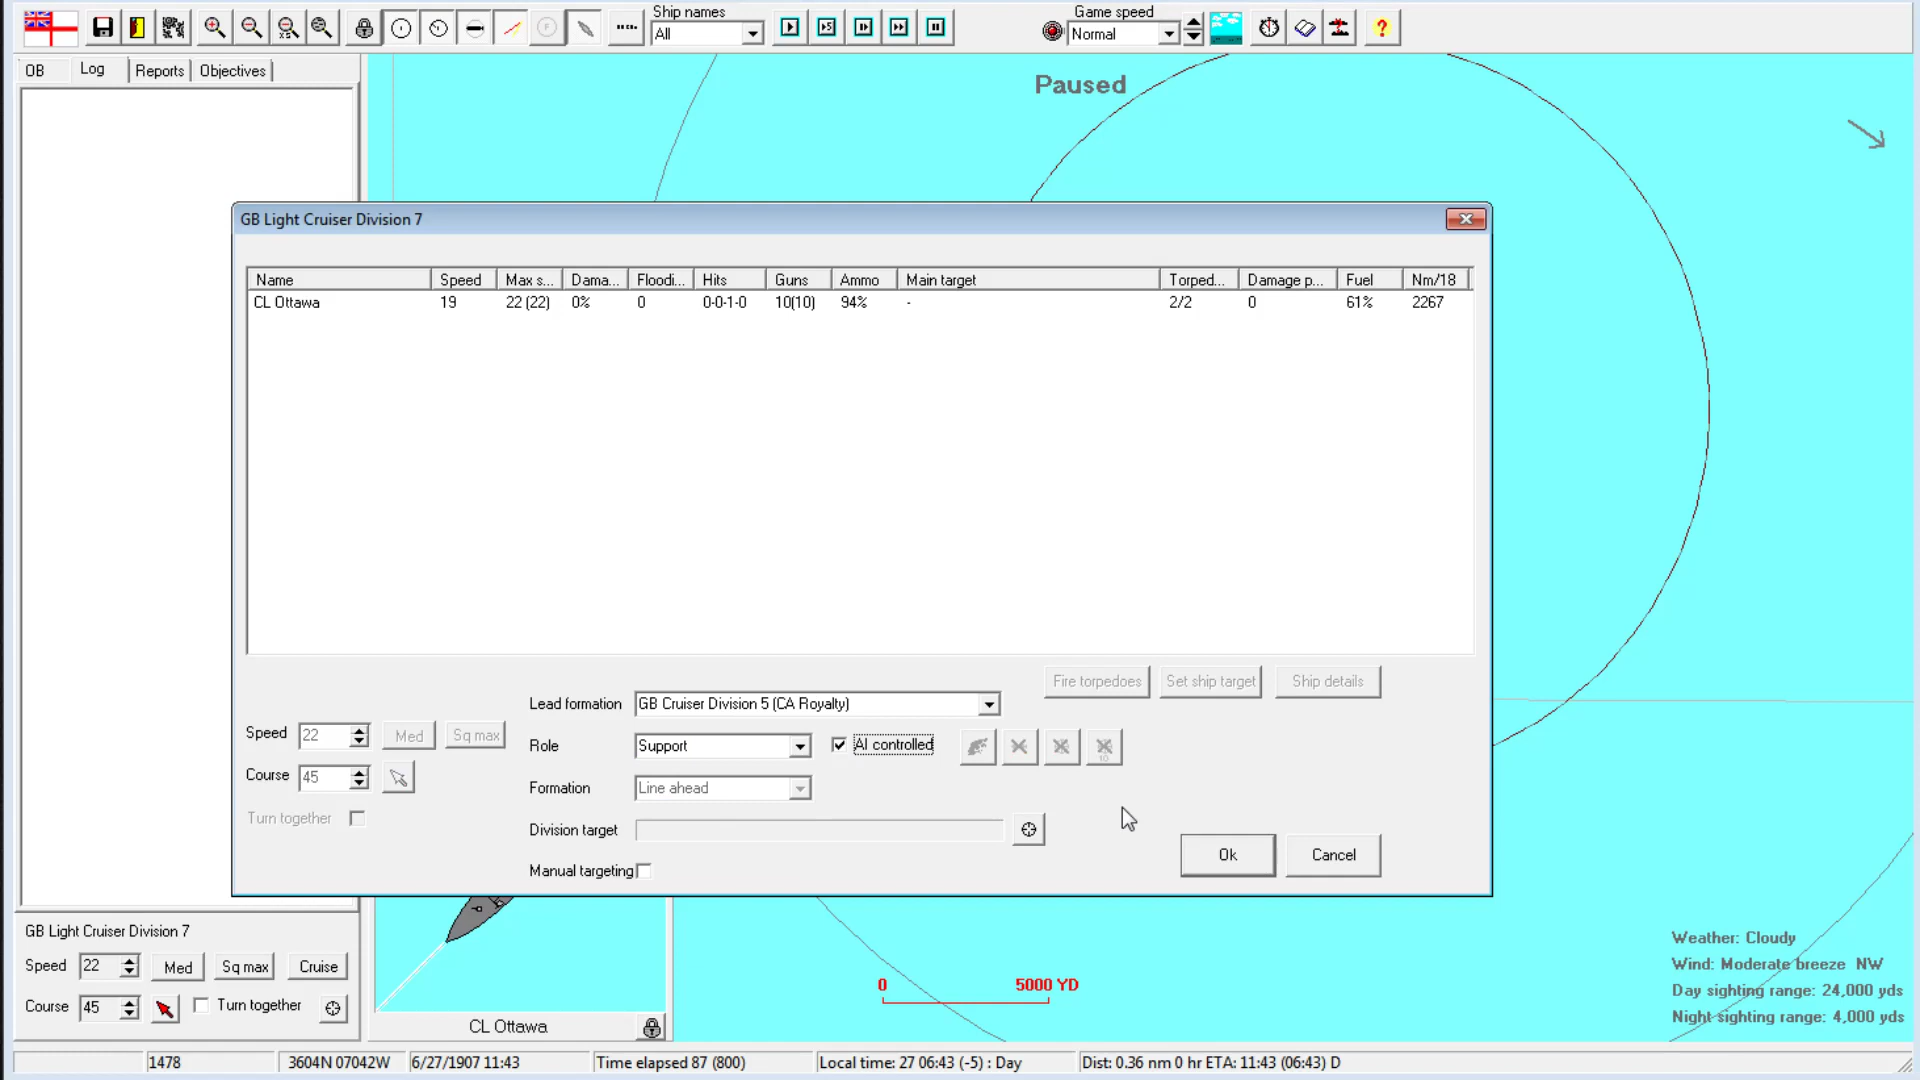 Ship names
All
Game speed
Normal
OB
Log
Reports
Objectives
Paused
GB Light Cruiser Division 7
Name Speed Max s... Dama... Floodi... Hits Guns Ammo Main target Torped... Damage p... Fuel Nm/18
CL Ottawa 19 22 (22) 0% 0 0-0-1-0 10(10) 94% - 2/2 0 61% 2267
Fire torpedoes
Set ship target
Ship details
Lead formation GB Cruiser Division 5 (CA Royalty)
Speed 22 Med Sq max
Role Support AI controlled
Course 45
Formation Line ahead
Turn together
Division target
Manual targeting
Ok
Cancel
GB Light Cruiser Division 7
Speed 22 Med Sq max Cruise
Course 45 Turn together
CL Ottawa
0 5000 YD
Weather: Cloudy
Wind: Moderate breeze NW
Day sighting range: 24,000 yds
Night sighting range: 4,000 yds
1478
3604N 07042W
6/27/1907 11:43
Time elapsed 87 (800)
Local time: 27 06:43 (-5) : Day
Dist: 0.36 nm 0 hr ETA: 11:43 (06:43) D